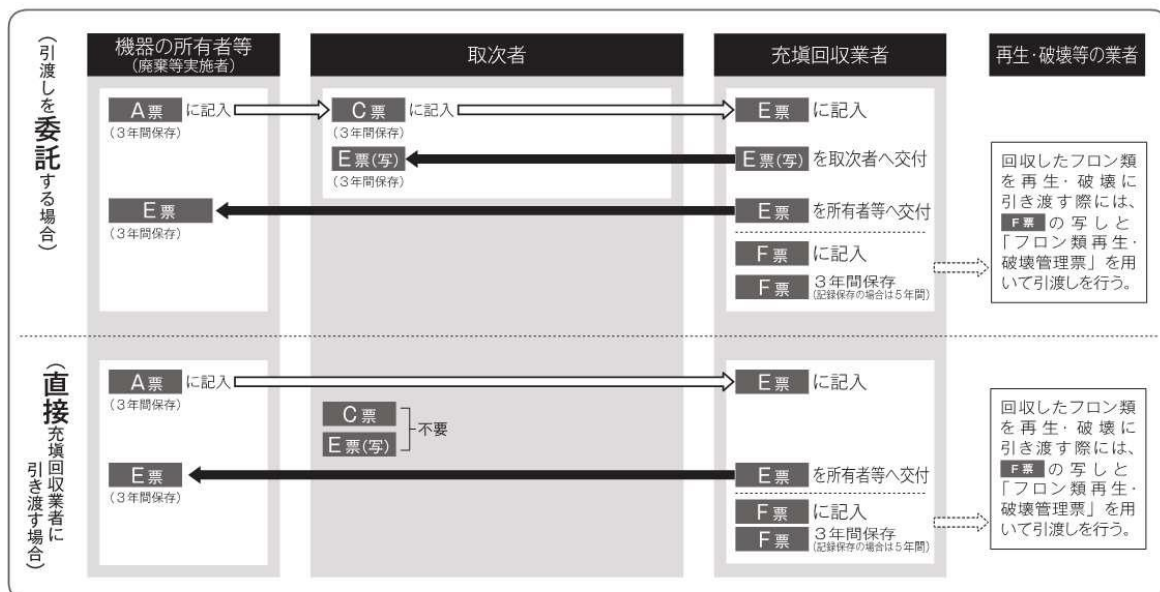 機器の所有者等
(廃棄等実施者)
取次者
充塡回収業者
再生・破壊等の業者
(引渡しを委託する場合)
A票 に記入
(3年間保存)
C票 に記入
(3年間保存)
E票 に記入
E票(写)
(3年間保存)
E票(写) を取次者へ交付
E票
(3年間保存)
E票 を所有者等へ交付
F票 に記入
F票 3年間保存
(記録保存の場合は5年間)
回収したフロン類
を再生・破壊に
引き渡す際には、
F票 の写しと
「フロン類再生・
破壊管理票」を用
いて引渡しを行う。
(直接充塡回収業者に
引き渡す場合)
A票 に記入
(3年間保存)
E票 に記入
C票
E票(写)
不要
E票
(3年間保存)
E票 を所有者等へ交付
F票 に記入
F票 3年間保存
(記録保存の場合は5年間)
回収したフロン類
を再生・破壊に
引き渡す際には、
F票 の写しと
「フロン類再生・
破壊管理票」を用
いて引渡しを行う。